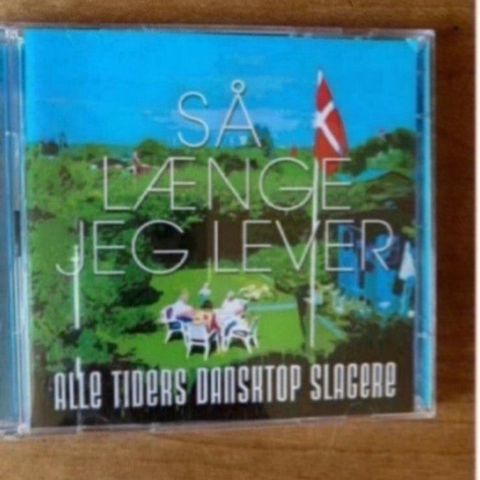 SÅ
LÆNGE
JEG LEVER
ALLE TIDERS DANSKTOP SLAGERE